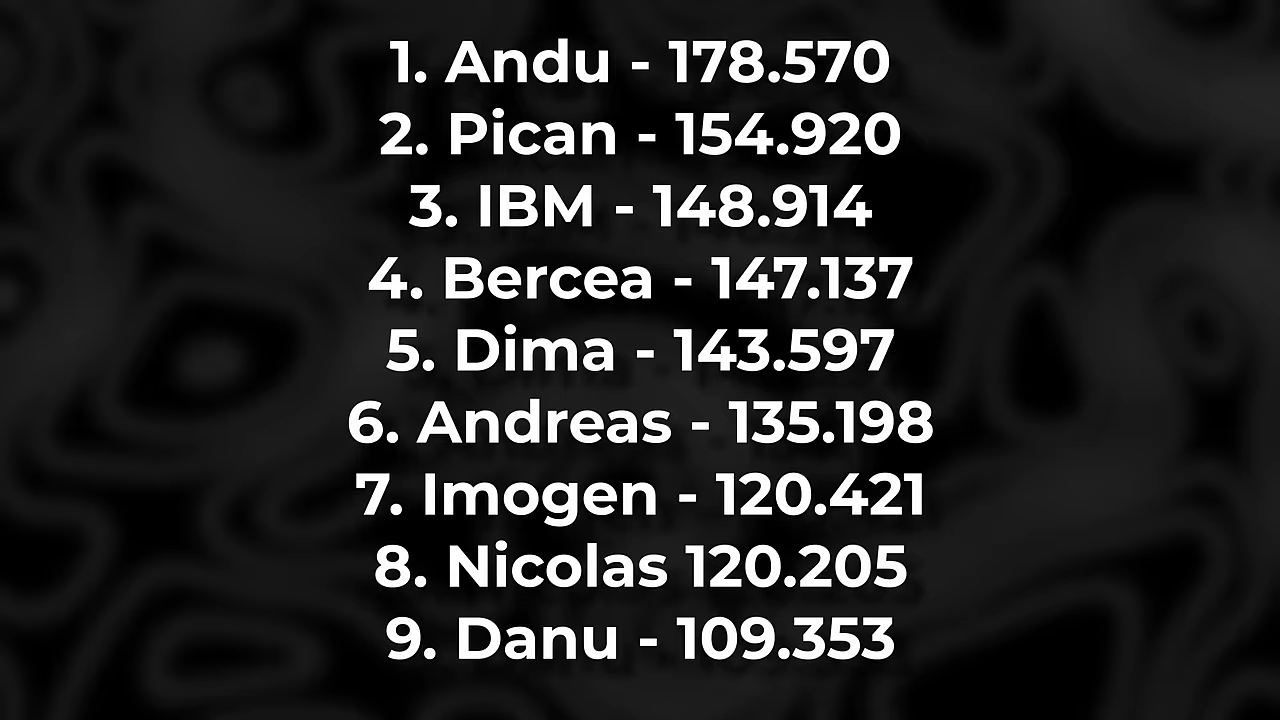 1. Andu - 178.570
2. Pican - 154.920
3. IBM - 148.914
4. Bercea - 147.137
5. Dima - 143.597
6. Andreas - 135.198
7. Imogen - 120.421
8. Nicolas 120.205
9. Danu - 109.353